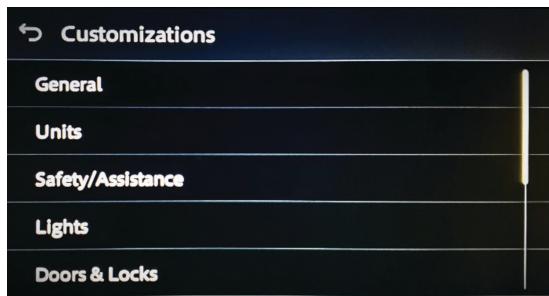 Customizations
General
Units
Safety/Assistance
Lights
Doors & Locks